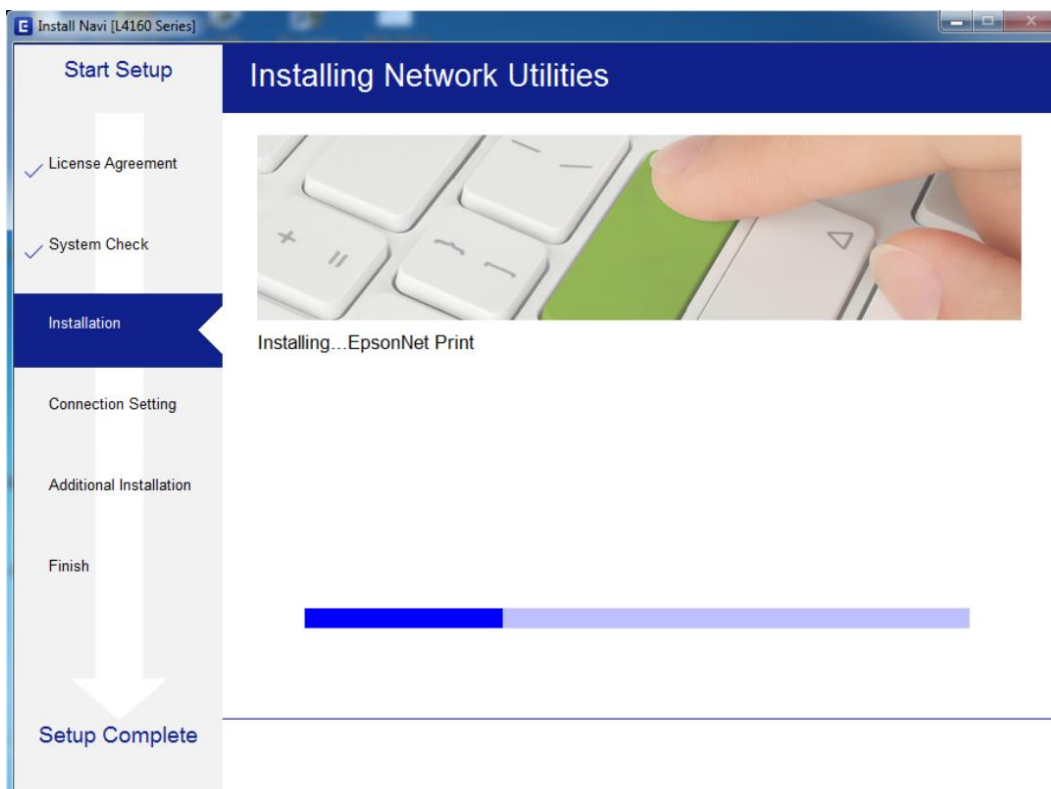 Install Navi [L4160 Series]
Start Setup
Installing Network Utilities
License Agreement
System Check
Installation
Installing...EpsonNet Print
Connection Setting
Additional Installation
Finish
Setup Complete